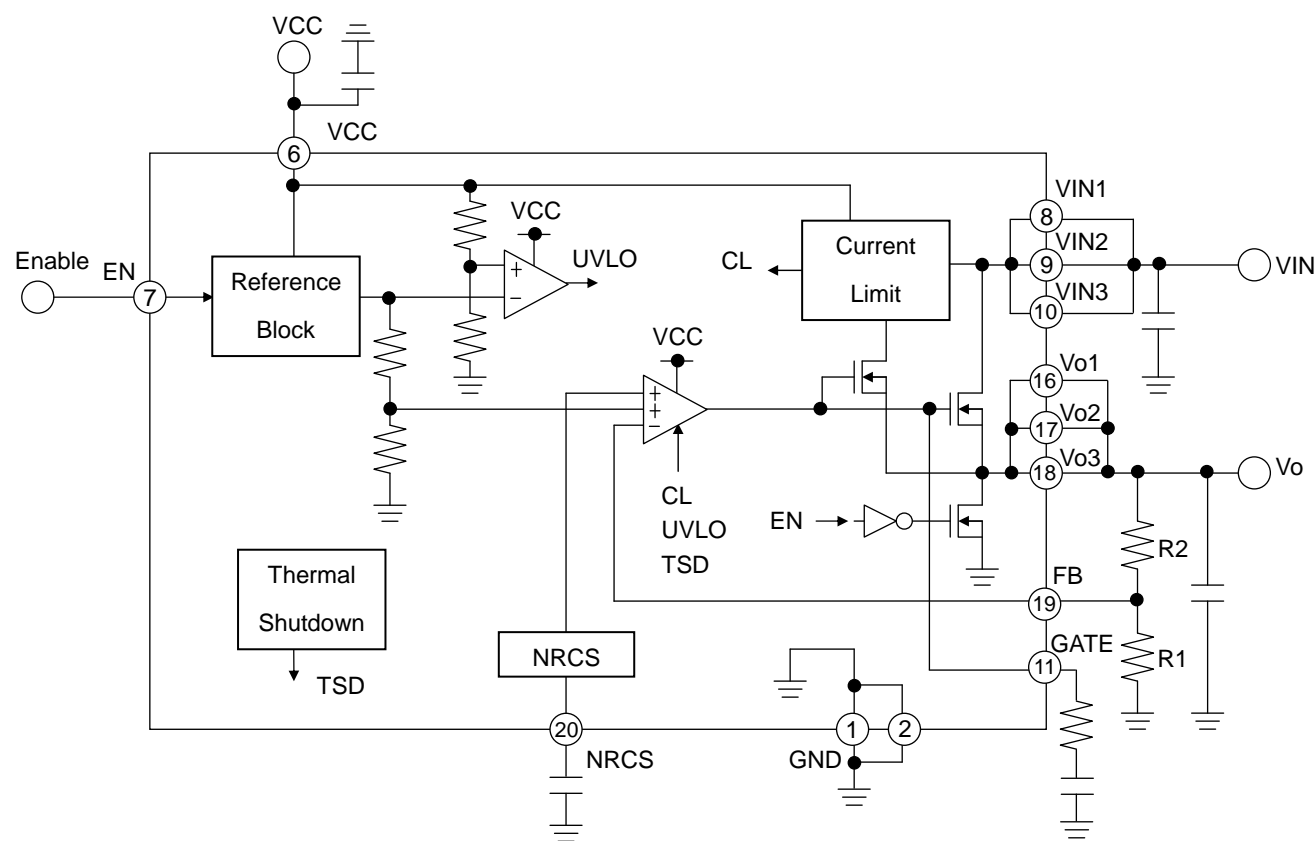 VCC
VCC
6
VIN1
8
VCC
VIN2
UVLO
Enable
EN
7
Reference
Block
+
−
CL
Current
Limit
9
VIN
VIN3
10
VCC
Vo1
16
+
+
−
Vo2
17
Vo3
18
Vo
CL
UVLO
TSD
EN
R2
Thermal
Shutdown
FB
19
TSD
NRCS
GATE
11
R1
20
NRCS
1
2
GND